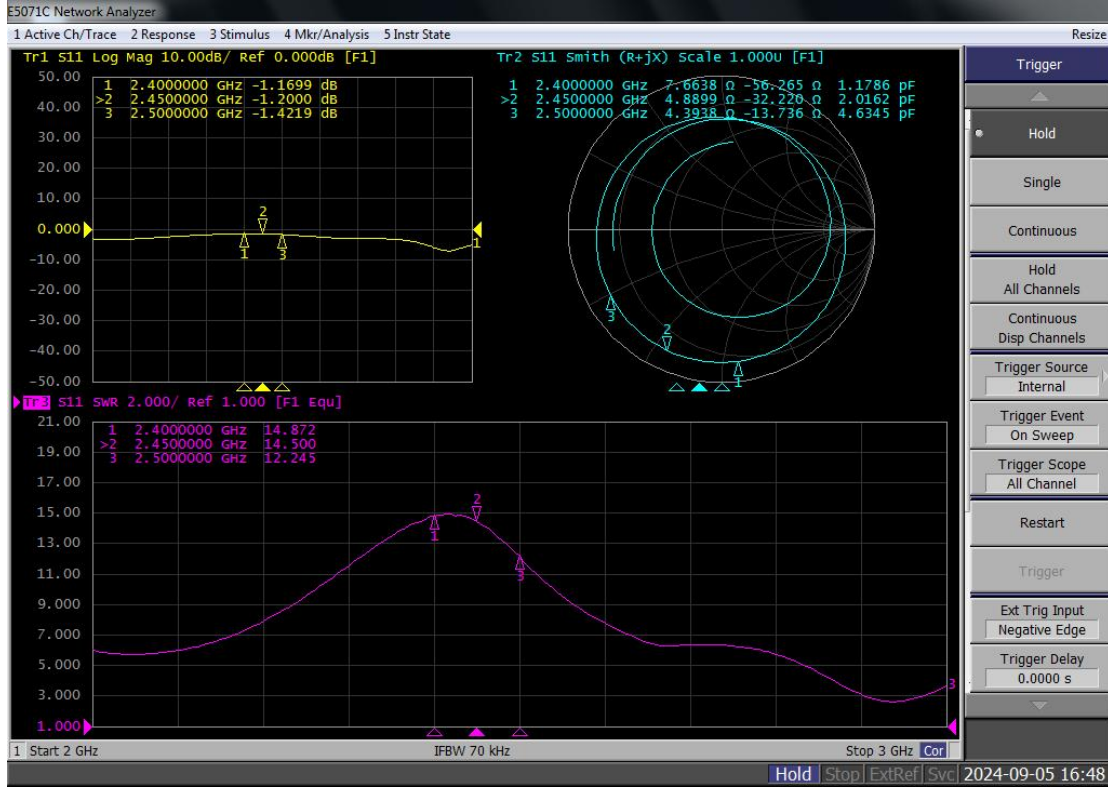 E5071C Network Analyzer
1 Active Ch/Trace 2 Response 3 Stimulus 4 Mkr/Analysis 5 Instr State Resize
Tr1 S11 Log Mag 10.00dB/ Ref 0.000dB [F1]
50.00
40.00
30.00
20.00
10.00
0.000
-10.00
-20.00
-30.00
-40.00
-50.00
1 2.4000000 GHz -1.1699 dB
>2 2.4500000 GHz -1.2000 dB
3 2.5000000 GHz -1.4219 dB
2
1
3
1
Tr2 S11 Smith (R+jX) Scale 1.000U [F1]
1 2.4000000 GHz 7.6638 Ω -56.265 Ω 1.1786 pF
>2 2.4500000 GHz 4.8899 Ω -32.220 Ω 2.0162 pF
3 2.5000000 GHz 4.3938 Ω -13.736 Ω 4.6345 pF
3
2
1
Tr3 S11 SWR 2.000/ Ref 1.000 [F1 Equ]
21.00
19.00
17.00
15.00
13.00
11.00
9.000
7.000
5.000
3.000
1.000
1 2.4000000 GHz 14.872
>2 2.4500000 GHz 14.500
3 2.5000000 GHz 12.245
2
1
3
3
1 Start 2 GHz IFBW 70 kHz Stop 3 GHz Cor
Trigger
Hold
Single
Continuous
Hold
All Channels
Continuous
Disp Channels
Trigger Source
Internal
Trigger Event
On Sweep
Trigger Scope
All Channel
Restart
Trigger
Ext Trig Input
Negative Edge
Trigger Delay
0.0000 s
Hold Stop ExtRef Svc 2024-09-05 16:48